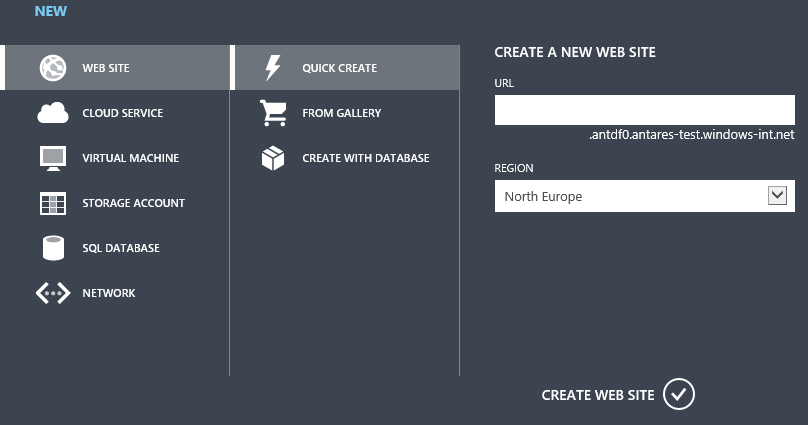 NEW
WEB SITE
CLOUD SERVICE
VIRTUAL MACHINE
STORAGE ACCOUNT
SQL DATABASE
NETWORK
QUICK CREATE
FROM GALLERY
CREATE WITH DATABASE
CREATE A NEW WEB SITE
URL
.antdf0.antares-test.windows-int.net
REGION
North Europe
CREATE WEB SITE